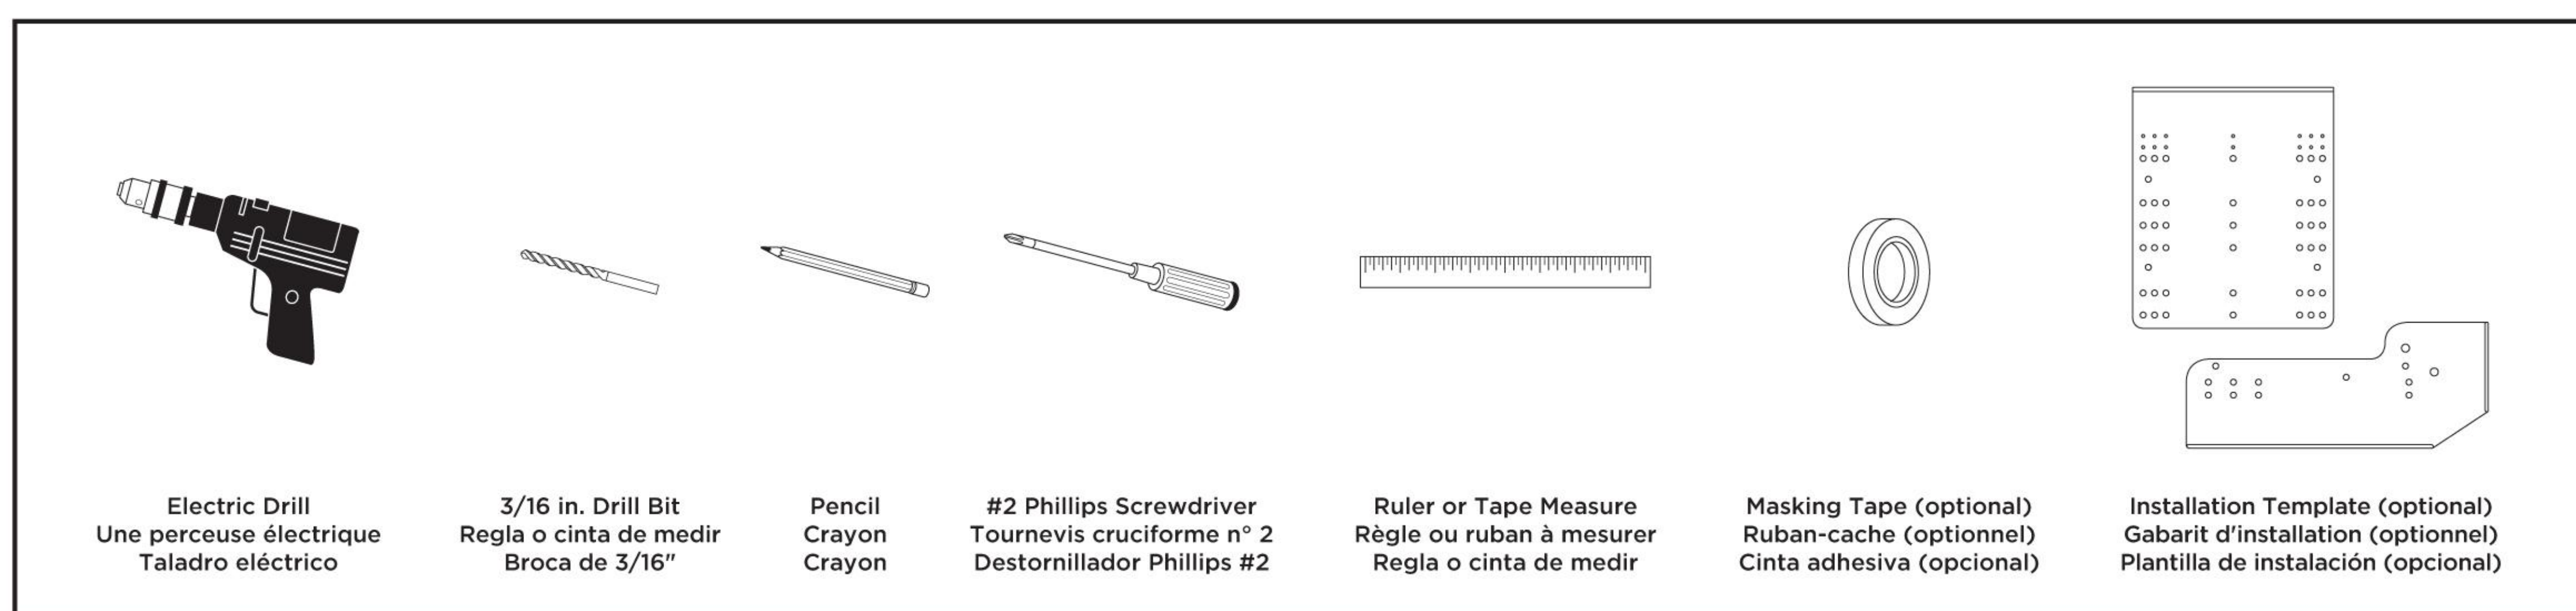 Electric Drill
Une perceuse électrique
Taladro eléctrico
3/16 in. Drill Bit
Regla o cinta de medir
Broca de 3/16"
Pencil
Crayon
Crayon
#2 Phillips Screwdriver
Tournevis cruciforme n° 2
Destornillador Phillips #2
Ruler or Tape Measure
Règle ou ruban à mesurer
Regla o cinta de medir
Masking Tape (optional)
Ruban-cache (optionnel)
Cinta adhesiva (opcional)
Installation Template (optional)
Gabarit d'installation (optionnel)
Plantilla de instalación (opcional)